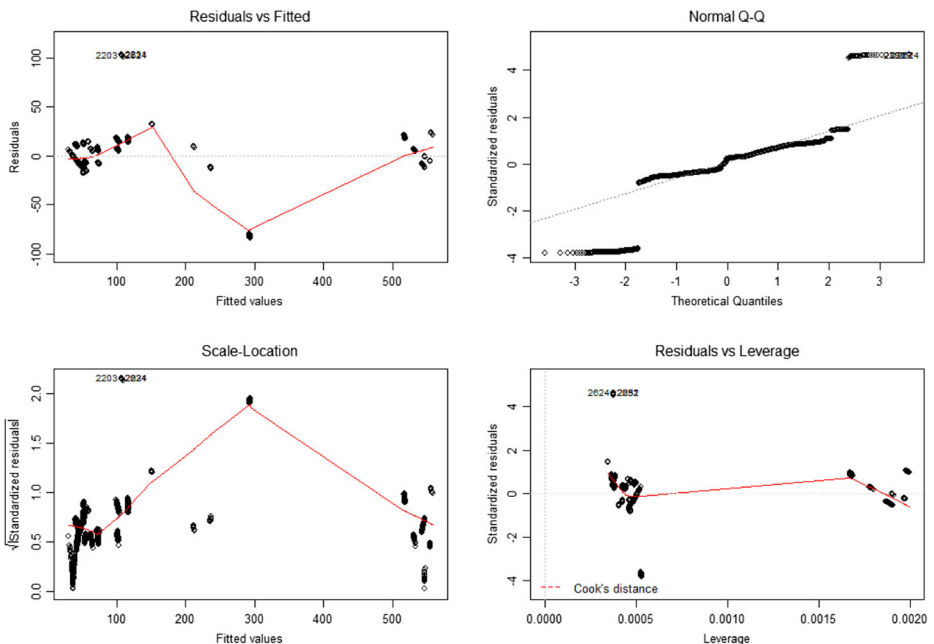 Residuals vs Fitted
Residuals
100
50
0
-50
-100
100 200 300 400 500
Fitted values
Normal Q-Q
Standardized residuals
4
2
0
-2
-4
-3 -2 -1 0 1 2 3
Theoretical Quantiles
Scale-Location
√|Standardized residuals|
2.0
1.5
1.0
0.5
0.0
100 200 300 400 500
Fitted values
Residuals vs Leverage
Standardized residuals
4
2
0
-2
-4
Cook's distance
0.0000 0.0005 0.0010 0.0015 0.0020
Leverage